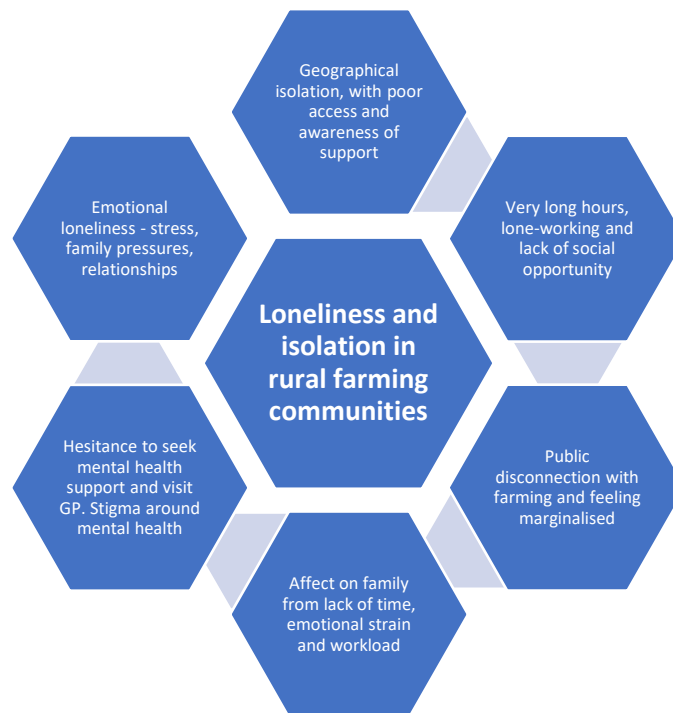 Geographical
isolation, with poor
access and
awareness of
support
Very long hours,
lone-working and
lack of social
opportunity
Public
disconnection with
farming and feeling
marginalised
Affect on family
from lack of time,
emotional strain
and workload
Hesitance to seek
mental health
support and visit
GP. Stigma around
mental health
Emotional
loneliness - stress,
family pressures,
relationships
Loneliness and
isolation in
rural farming
communities